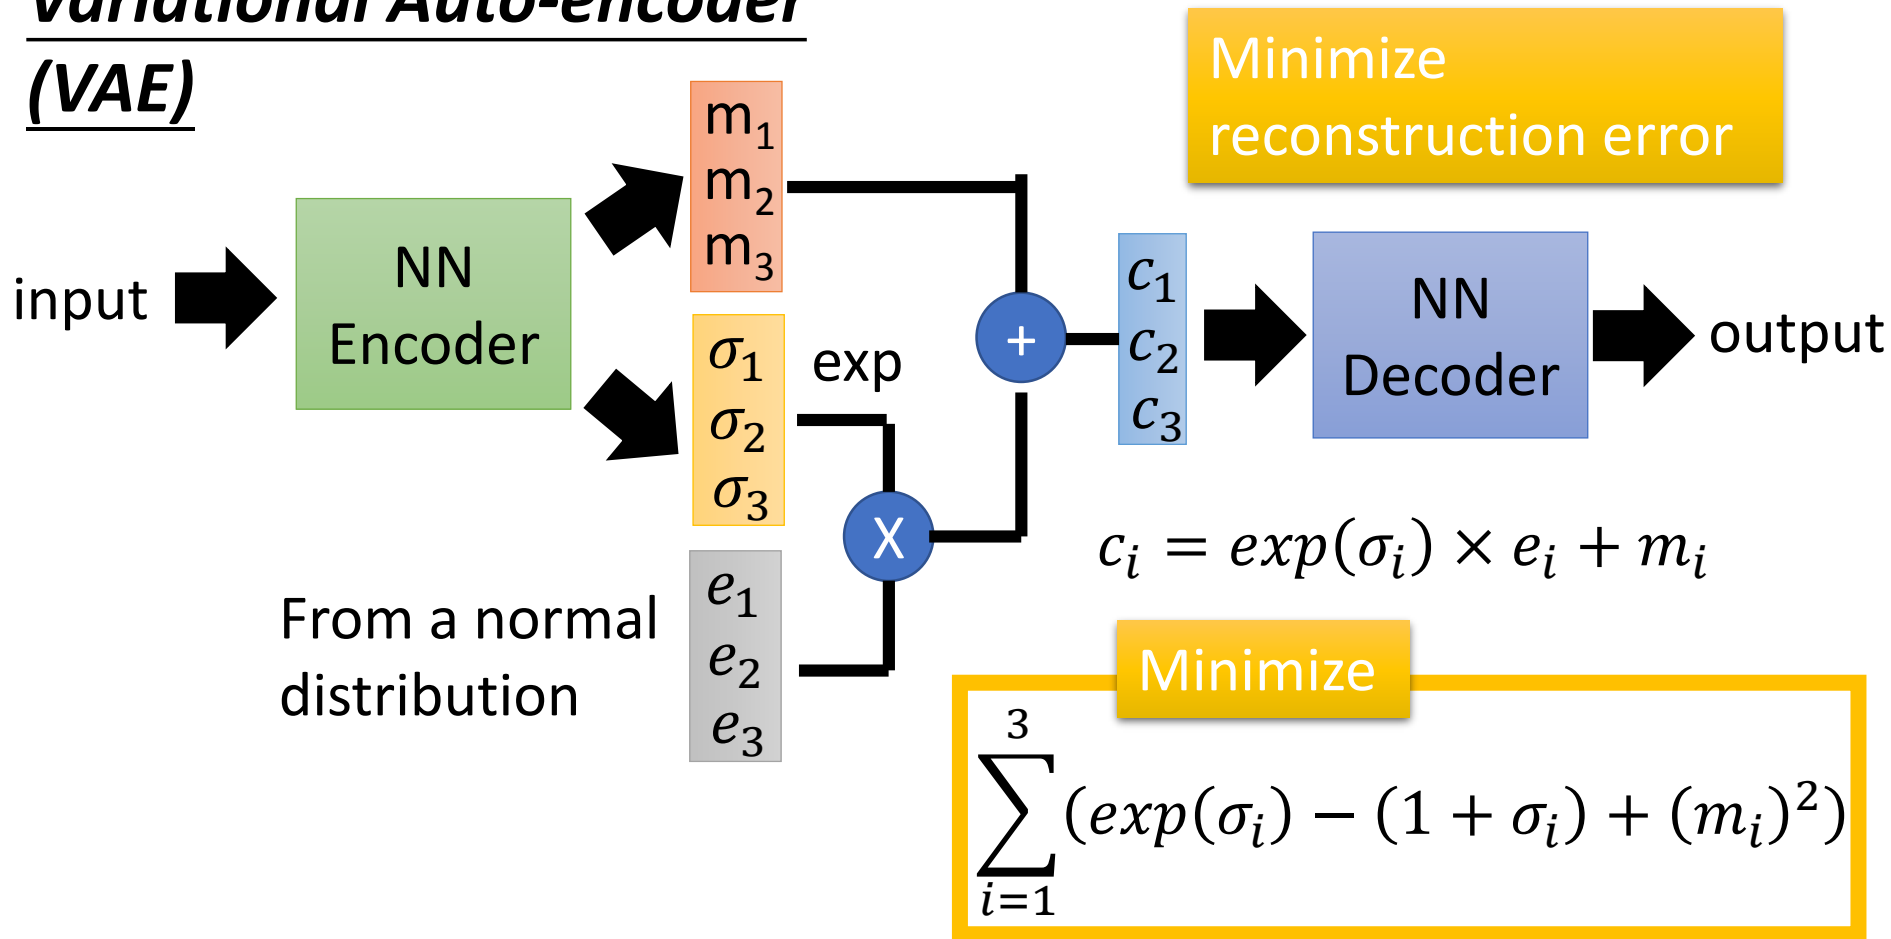 Variational Auto-encoder
(VAE)
Minimize
reconstruction error
m₁
m₂
m₃
input
NN
Encoder
σ₁
σ₂
σ₃
exp
+
X
c₁
c₂
c₃
NN
Decoder
output
From a normal
distribution
e₁
e₂
e₃
cᵢ = exp(σᵢ) × eᵢ + mᵢ
Minimize
∑³ᵢ₌₁ (exp(σᵢ) − (1 + σᵢ) + (mᵢ)²)